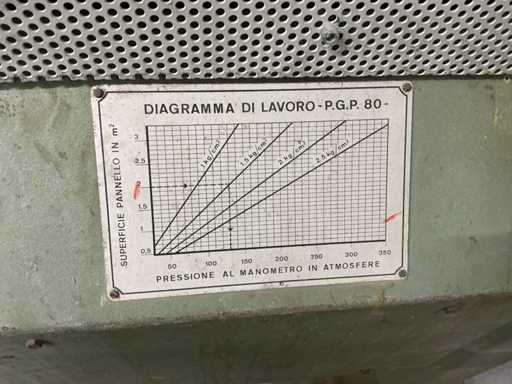 DIAGRAMMA DI LAVORO - P.G.P. 80 -
SUPERFICIE PANNELLO IN m²
3
2.5
1.5
1
0.5
1 kg/cm²
1.5 kg/cm²
2 kg/cm²
2.5 kg/cm²
50 100 150 200 250 300 350
PRESSIONE AL MANOMETRO IN ATMOSFERE